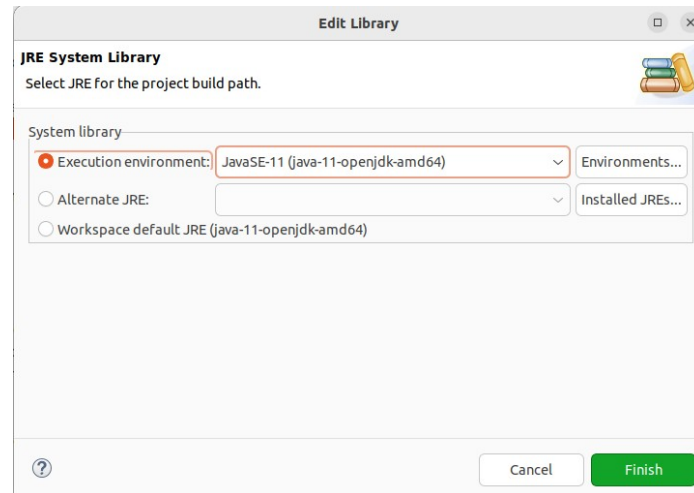 Edit Library
JRE System Library
Select JRE for the project build path.
System library
Execution environment: JavaSE-11 (java-11-openjdk-amd64) Environments...
Alternate JRE: Installed JREs...
Workspace default JRE (java-11-openjdk-amd64)
? Cancel Finish